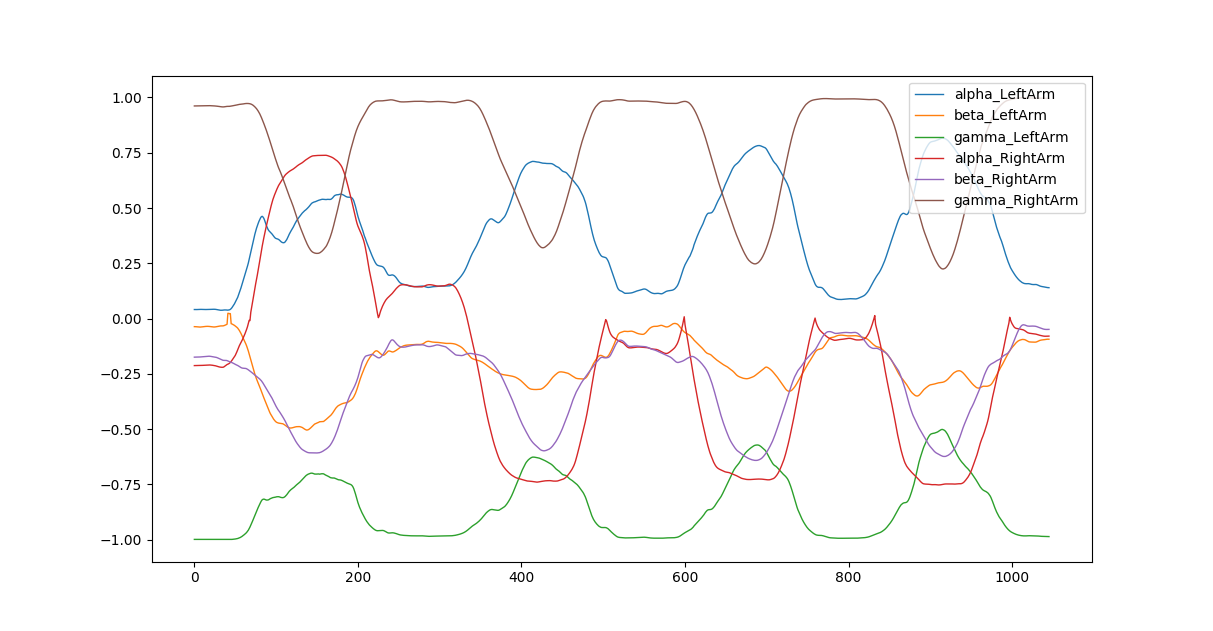 1.00
0.75
0.50
0.25
0.00
−0.25
−0.50
−0.75
−1.00
0 200 400 600 800 1000
alpha_LeftArm
beta_LeftArm
gamma_LeftArm
alpha_RightArm
beta_RightArm
gamma_RightArm